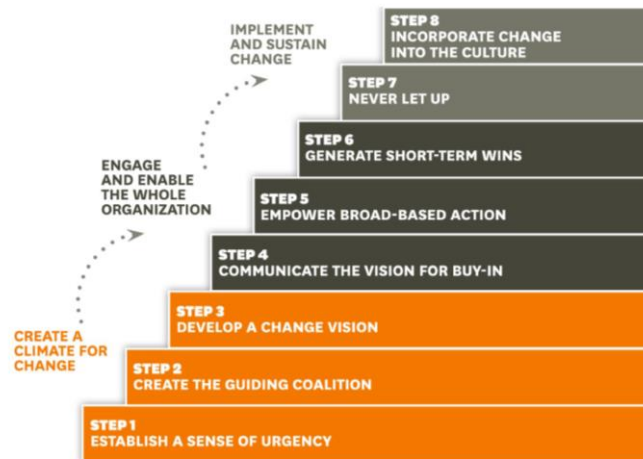 IMPLEMENT
AND SUSTAIN
CHANGE
STEP 8
INCORPORATE CHANGE
INTO THE CULTURE
STEP 7
NEVER LET UP
STEP 6
GENERATE SHORT-TERM WINS
ENGAGE
AND ENABLE
THE WHOLE
ORGANIZATION
STEP 5
EMPOWER BROAD-BASED ACTION
STEP 4
COMMUNICATE THE VISION FOR BUY-IN
STEP 3
DEVELOP A CHANGE VISION
CREATE A
CLIMATE FOR
CHANGE
STEP 2
CREATE THE GUIDING COALITION
STEP 1
ESTABLISH A SENSE OF URGENCY